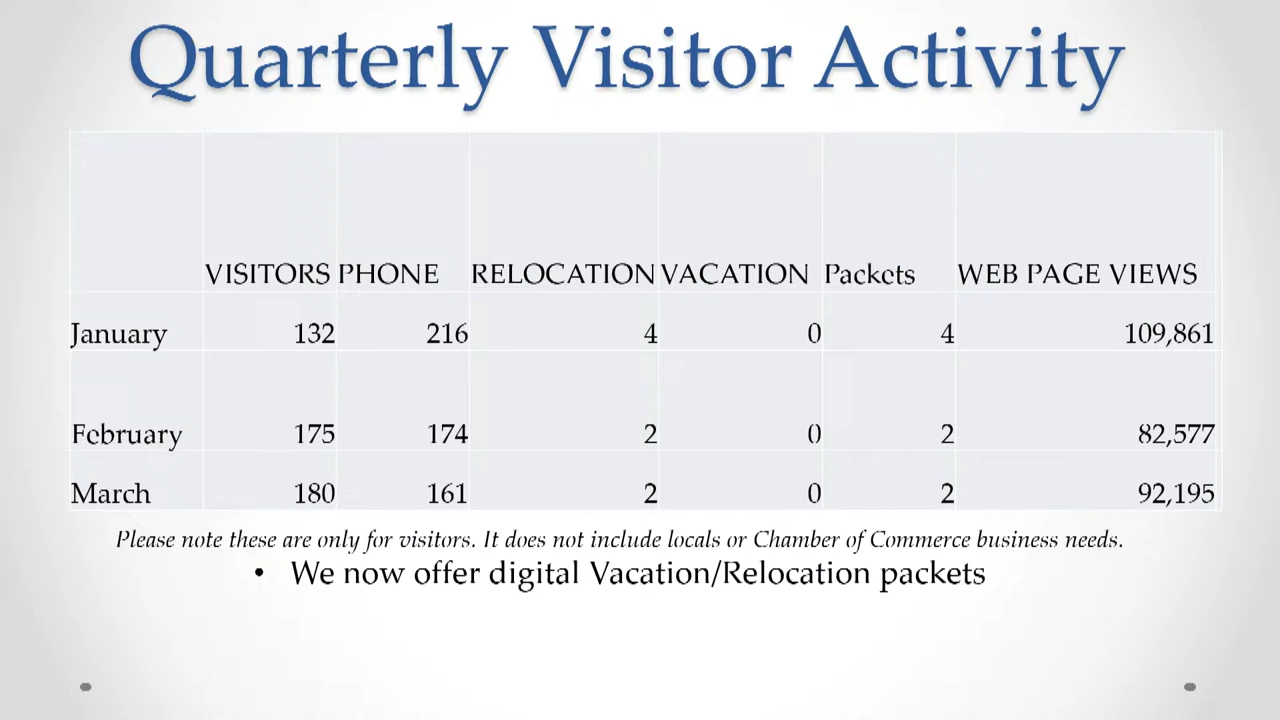 Quarterly Visitor Activity
VISITORS PHONE RELOCATION VACATION Packets WEB PAGE VIEWS
January 132 216 4 0 4 109,861
February 175 174 2 0 2 82,577
March 180 161 2 0 2 92,195
Please note these are only for visitors. It does not include locals or Chamber of Commerce business needs.
• We now offer digital Vacation/Relocation packets